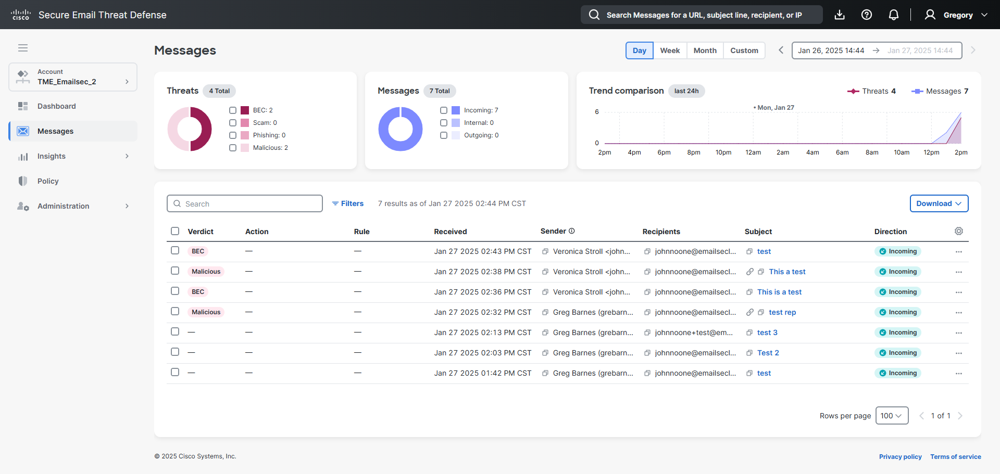 cisco Secure Email Threat Defense Search Messages for a URL, subject line, recipient, or IP Gregory
Messages Day Week Month Custom Jan 26, 2025 14:44 → Jan 27, 2025 14:44
Account
TME_Emailsec_2
Dashboard
Messages
Insights
Policy
Administration
Threats 4 Total
BEC: 2
Scam: 0
Phishing: 0
Malicious: 2
Messages 7 Total
Incoming: 7
Internal: 0
Outgoing: 0
Trend comparison last 24h Threats 4 Messages 7
• Mon, Jan 27
6
0
2pm 4pm 6pm 8pm 10pm 12am 2am 4am 6am 8am 10am 12pm 2pm
Search Filters 7 results as of Jan 27 2025 02:44 PM CST Download
Verdict Action Rule Received Sender Recipients Subject Direction
BEC — — Jan 27 2025 02:43 PM CST Veronica Stroll <john... johnnoone@emailsecl... test Incoming ...
Malicious — — Jan 27 2025 02:38 PM CST Veronica Stroll <john... johnnoone@emailsecl... This a test Incoming ...
BEC — — Jan 27 2025 02:36 PM CST Veronica Stroll <john... johnnoone@emailsecl... This is a test Incoming ...
Malicious — — Jan 27 2025 02:32 PM CST Greg Barnes (grebarn... johnnoone@emailsecl... test rep Incoming ...
— — — Jan 27 2025 02:13 PM CST Greg Barnes (grebarn... johnnoone+test@em... test 3 Incoming ...
— — — Jan 27 2025 02:03 PM CST Greg Barnes (grebarn... johnnoone@emailsecl... Test 2 Incoming ...
— — — Jan 27 2025 01:42 PM CST Greg Barnes (grebarn... johnnoone@emailsecl... test Incoming ...
Rows per page 100 1 of 1
© 2025 Cisco Systems, Inc. Privacy policy Terms of service